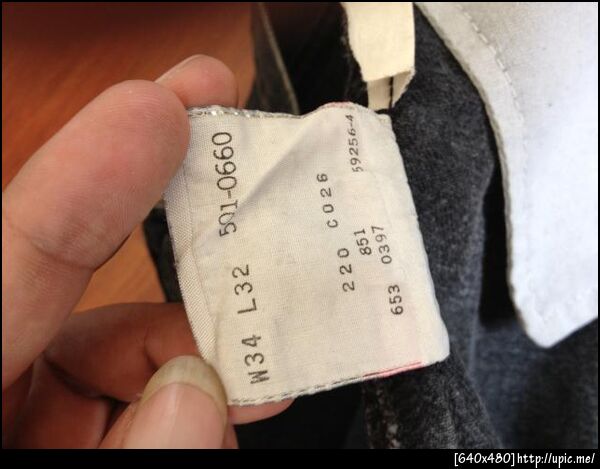 W34 L32 501-0660
220 C026
851
59256-4
653 0397
[640x480]http://upic.me/